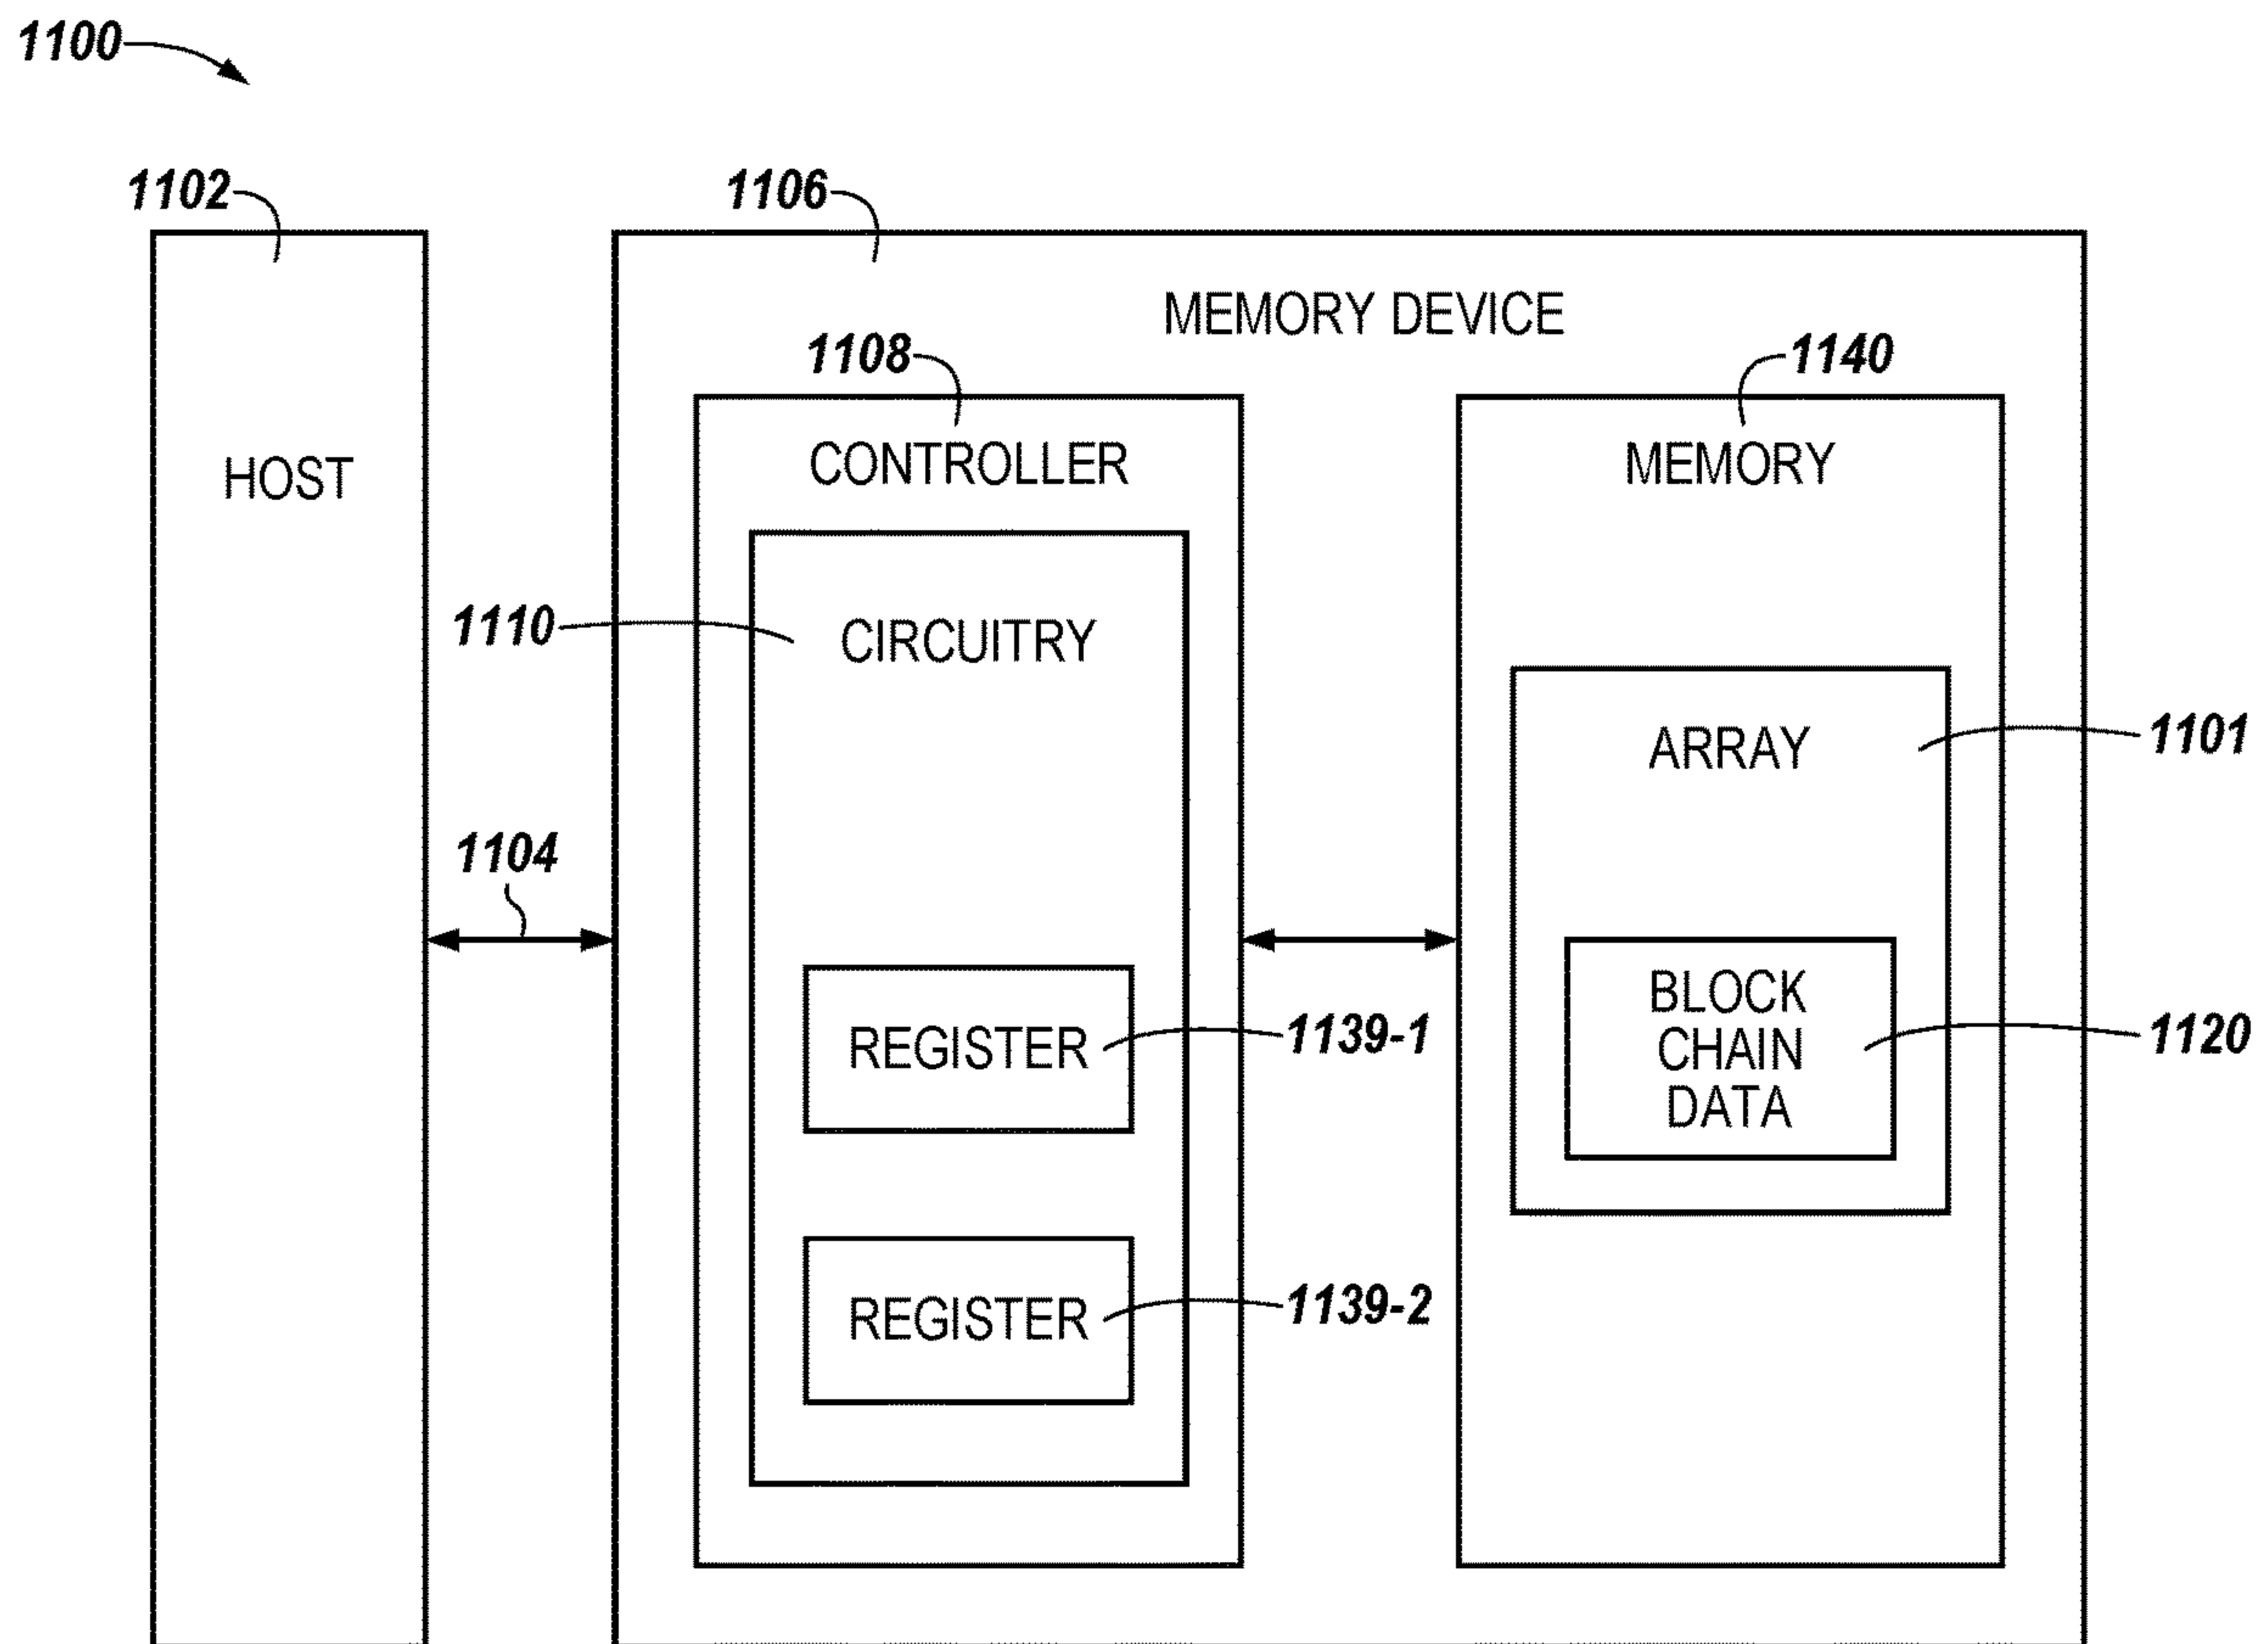 1100
1102
1106
MEMORY DEVICE
1108
1140
HOST
CONTROLLER
MEMORY
1110
CIRCUITRY
ARRAY
1101
1104
BLOCK
CHAIN
DATA
1120
REGISTER
1139-1
REGISTER
1139-2